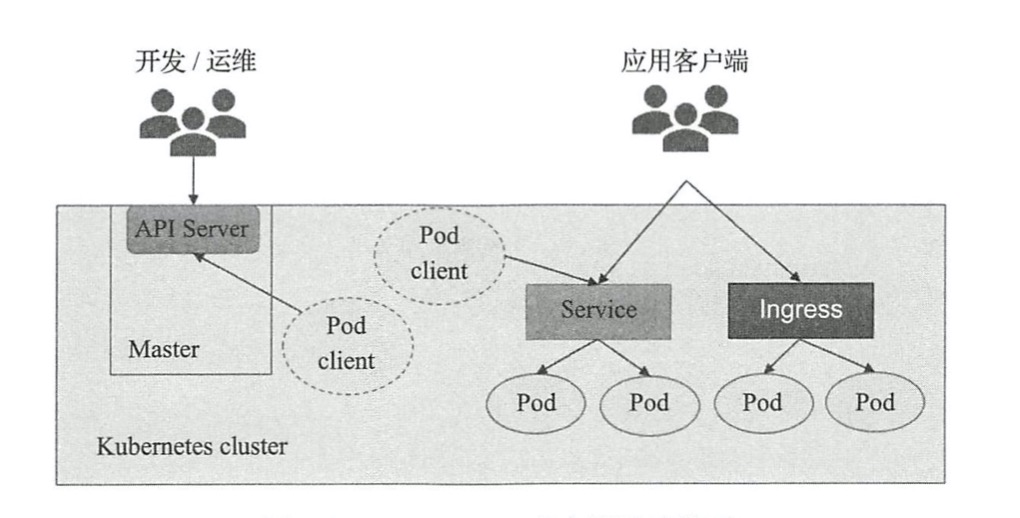 开发 / 运维
应用客户端
API Server
Pod
client
Pod
client
Master
Service
Ingress
Pod
Pod
Pod
Pod
Kubernetes cluster